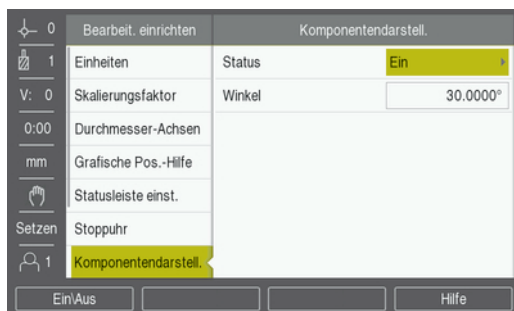 0
Bearbeit. einrichten
Komponentendarstell.
1
Einheiten
Status
Ein
V: 0
Skalierungsfaktor
Winkel
30.0000°
0:00
Durchmesser-Achsen
mm
Grafische Pos.-Hilfe
Statusleiste einst.
Setzen
Stoppuhr
1
Komponentendarstell.
Ein\Aus
Hilfe